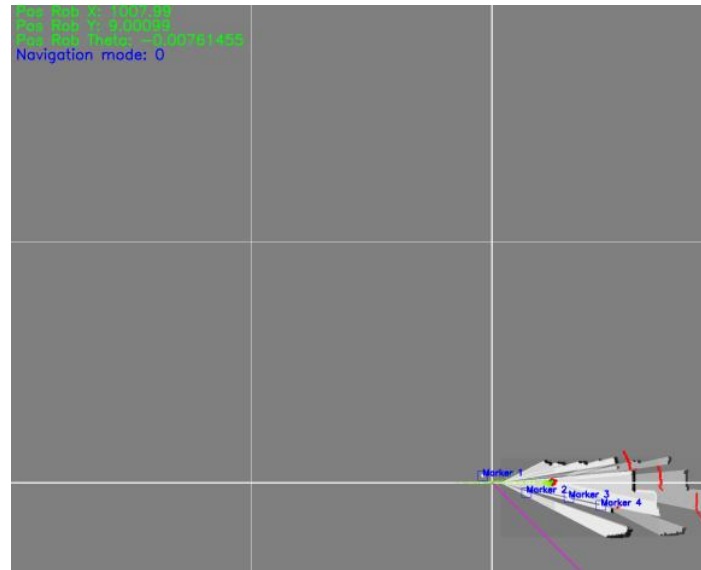 Pos Rob X: 1007.99
Pos Rob Y: 9.00099
Pos Rob Theta: -0.00761455
Navigation mode: 0
Marker 1
Marker 2
Marker 3
Marker 4